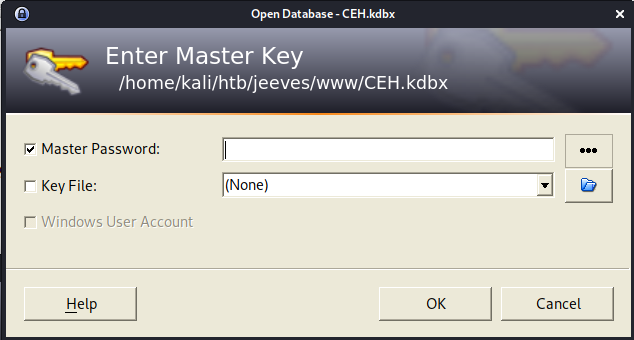 Open Database - CEH.kdbx
Enter Master Key
/home/kali/htb/jeeves/www/CEH.kdbx
Master Password:
Key File: (None)
Windows User Account
Help OK Cancel